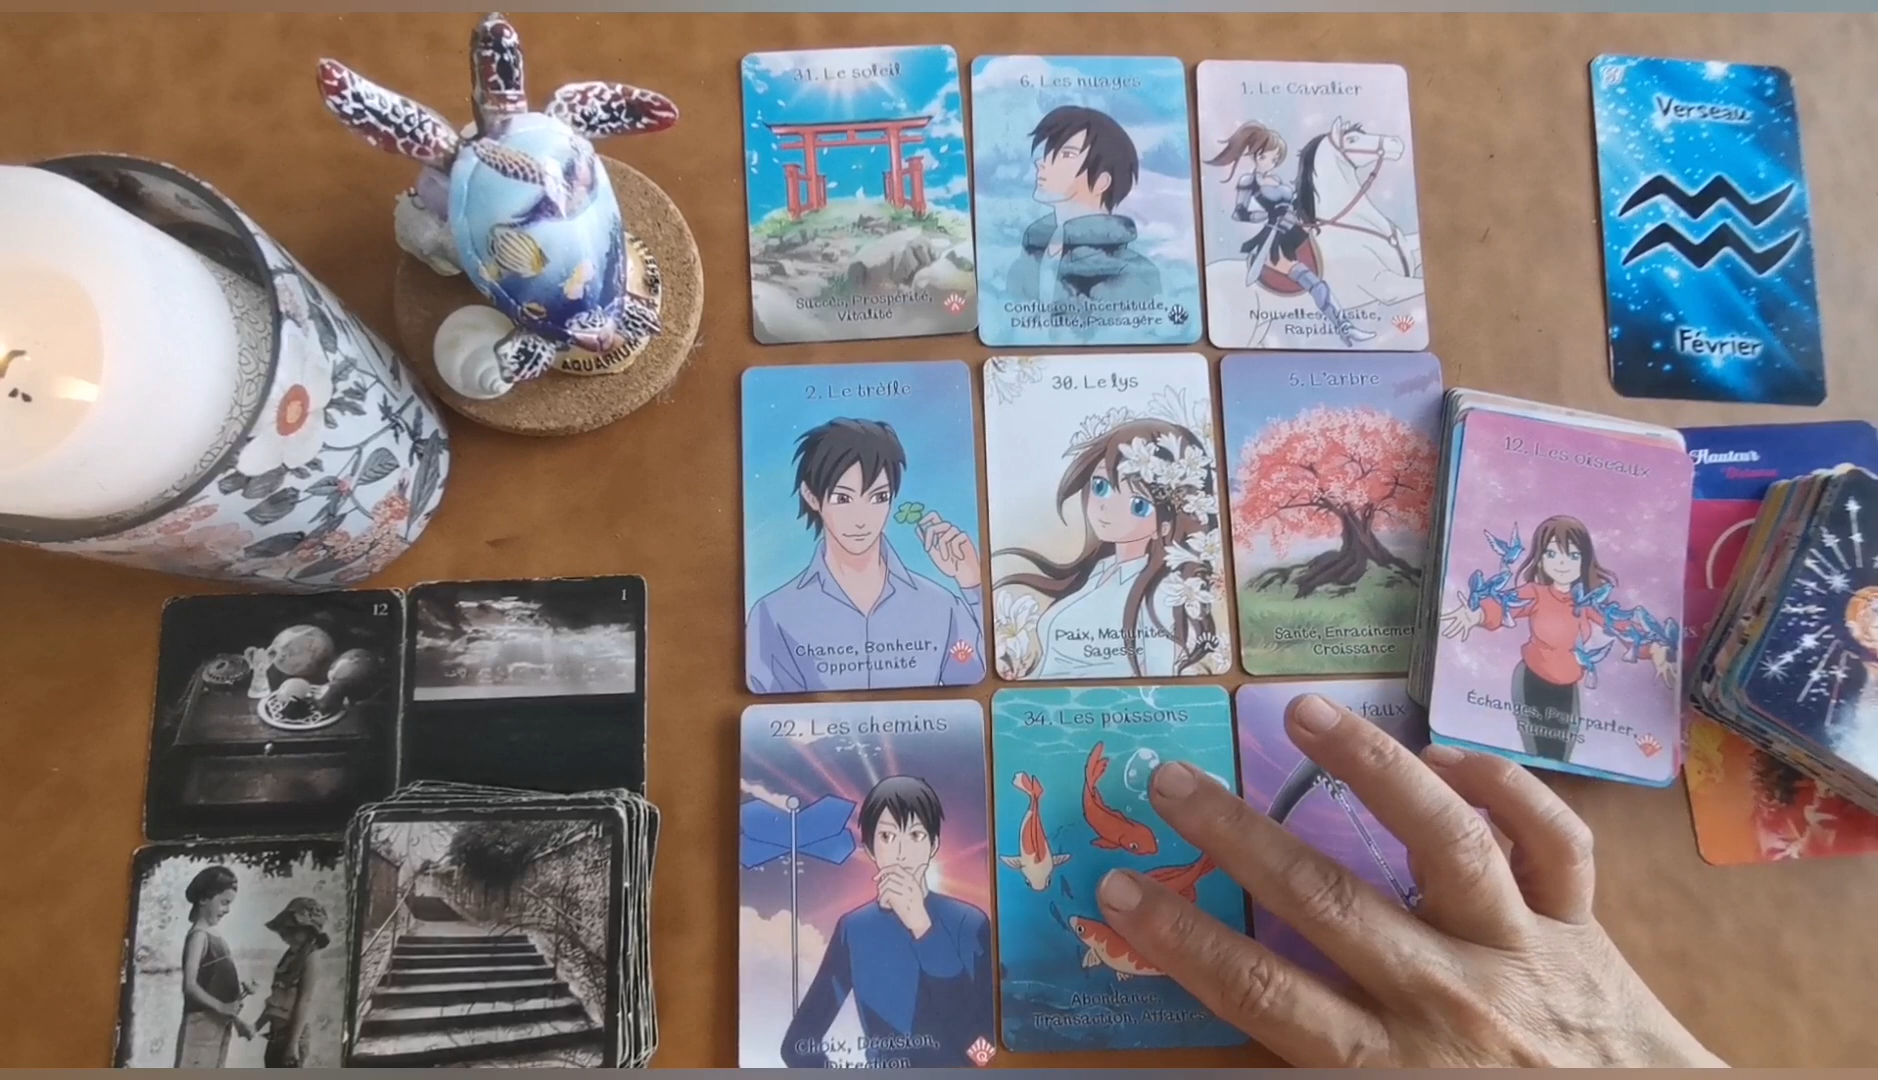 31. Le soleil
Succès, Prospérité,
Vitalité
6. Les nuages
Confusion, Incertitude,
Difficulté, Passagère
1. Le Cavalier
Nouvelles, Visite,
Rapidité
Verseau
Février
AQUARIUM
2. Le trèfle
Chance, Bonheur,
Opportunité
30. Le lys
Paix, Maturité,
Sagesse
5. L'arbre
Santé,
Croissance
12. Les oiseaux
Échanges, Pourparler,
Rumeurs
Hauteur
12
1
22. Les chemins
Choix, Décision,
Direction
34. Les poissons
Abondance,
Transaction, Affaires
faux